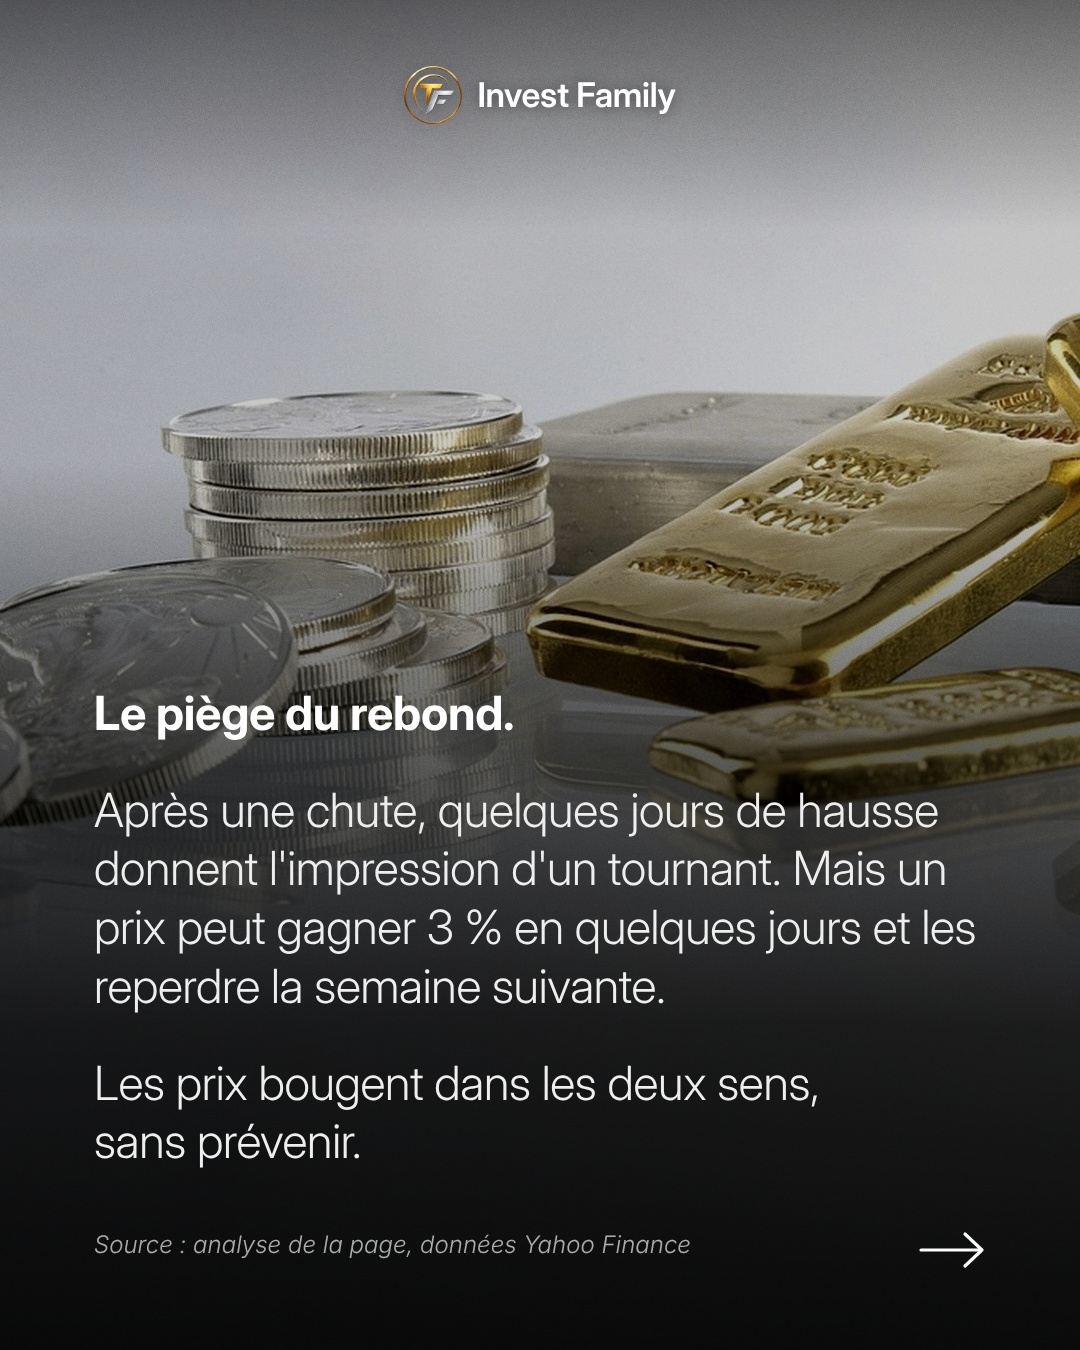 Invest Family
Le piège du rebond.
Après une chute, quelques jours de hausse
donnent l'impression d'un tournant. Mais un
prix peut gagner 3 % en quelques jours et les
reperdre la semaine suivante.
Les prix bougent dans les deux sens,
sans prévenir.
Source : analyse de la page, données Yahoo Finance